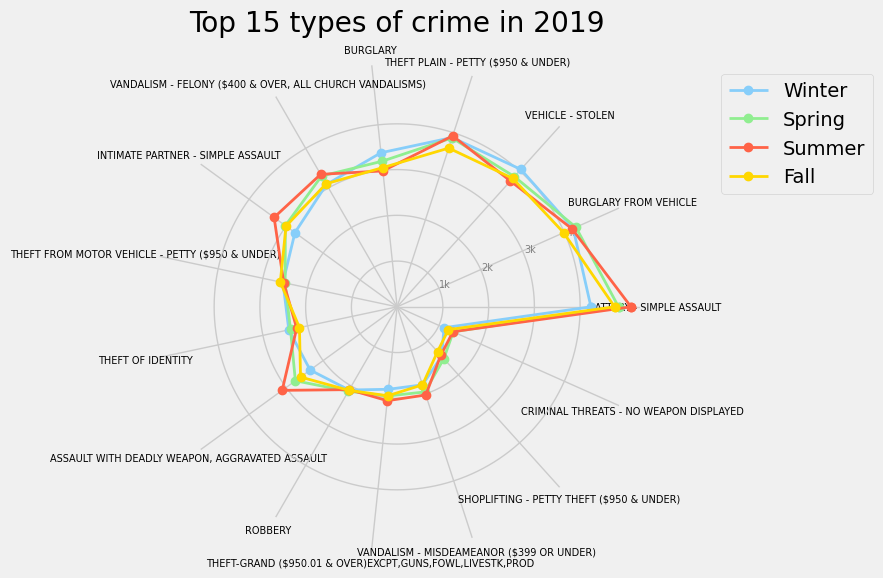 Top 15 types of crime in 2019
BURGLARY
THEFT PLAIN - PETTY ($950 & UNDER)
VANDALISM - FELONY ($400 & OVER, ALL CHURCH VANDALISMS)
Winter
Spring
Summer
Fall
VEHICLE - STOLEN
INTIMATE PARTNER - SIMPLE ASSAULT
BURGLARY FROM VEHICLE
THEFT FROM MOTOR VEHICLE - PETTY ($950 & UNDER)
3k
2k
1k
SIMPLE ASSAULT
THEFT OF IDENTITY
CRIMINAL THREATS - NO WEAPON DISPLAYED
ASSAULT WITH DEADLY WEAPON, AGGRAVATED ASSAULT
SHOPLIFTING - PETTY THEFT ($950 & UNDER)
ROBBERY
VANDALISM - MISDEAMEANOR ($399 OR UNDER)
THEFT-GRAND ($950.01 & OVER)EXCPT,GUNS,FOWL,LIVESTK,PROD